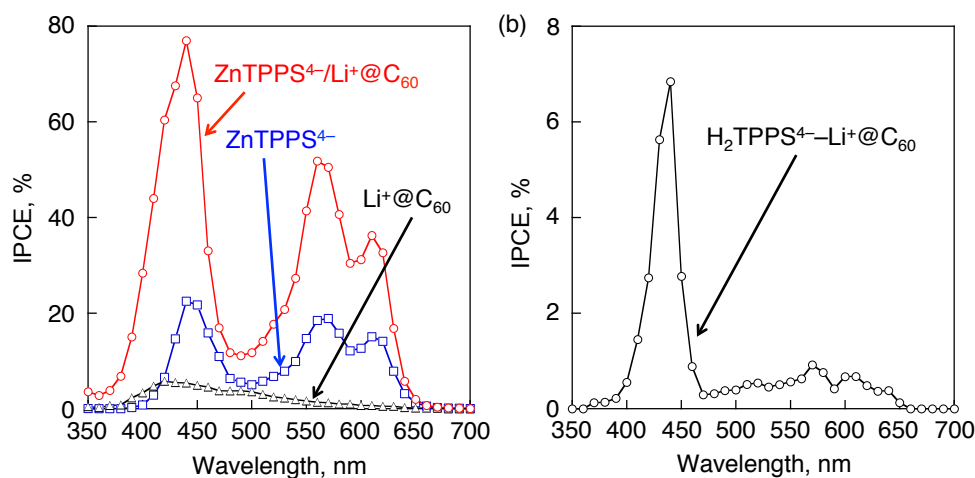 80
60
40
20
0
IPCE, %
350 400 450 500 550 600 650 700
Wavelength, nm
ZnTPPS⁴⁻/Li⁺@C₆₀
ZnTPPS⁴⁻
Li⁺@C₆₀
(b)
8
6
4
2
0
IPCE, %
350 400 450 500 550 600 650 700
Wavelength, nm
H₂TPPS⁴⁻–Li⁺@C₆₀